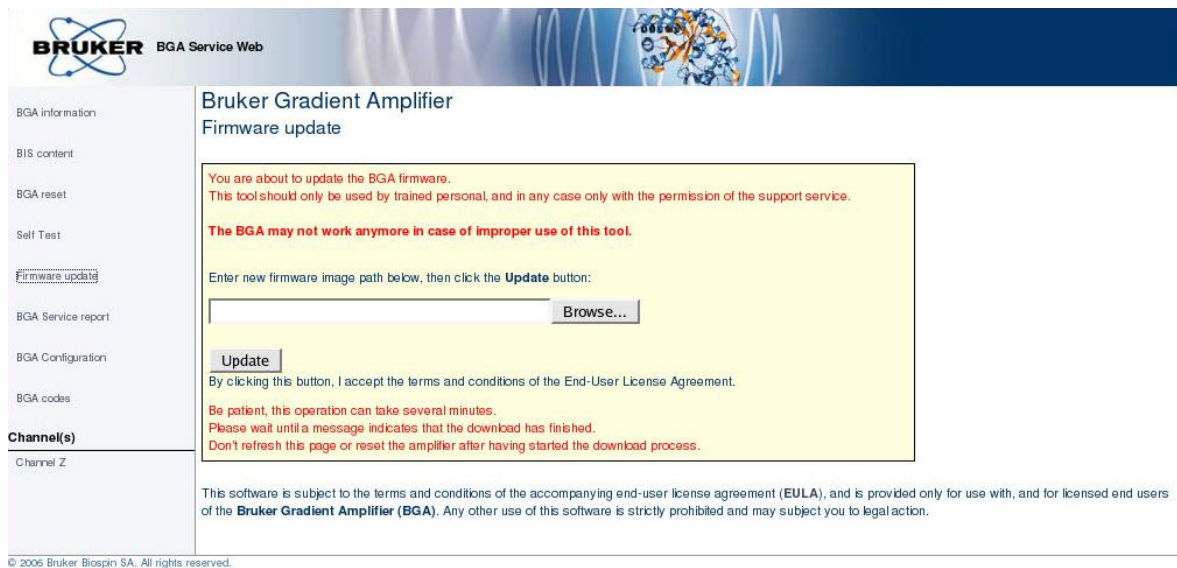 BRUKER BGA Service Web
BGA information
BIS content
BGA reset
Self Test
Firmware update
BGA Service report
BGA Configuration
BGA codes
Channel(s)
Channel Z
Bruker Gradient Amplifier
Firmware update
You are about to update the BGA firmware.
This tool should only be used by trained personal, and in any case only with the permission of the support service.
The BGA may not work anymore in case of improper use of this tool.
Enter new firmware image path below, then click the Update button:
Browse...
Update
By clicking this button, I accept the terms and conditions of the End-User License Agreement.
Be patient, this operation can take several minutes.
Please wait until a message indicates that the download has finished.
Don't refresh this page or reset the amplifier after having started the download process.
This software is subject to the terms and conditions of the accompanying end-user license agreement (EULA), and is provided only for use with, and for licensed end users
of the Bruker Gradient Amplifier (BGA). Any other use of this software is strictly prohibited and may subject you to legal action.
© 2006 Bruker Biospin SA. All rights reserved.